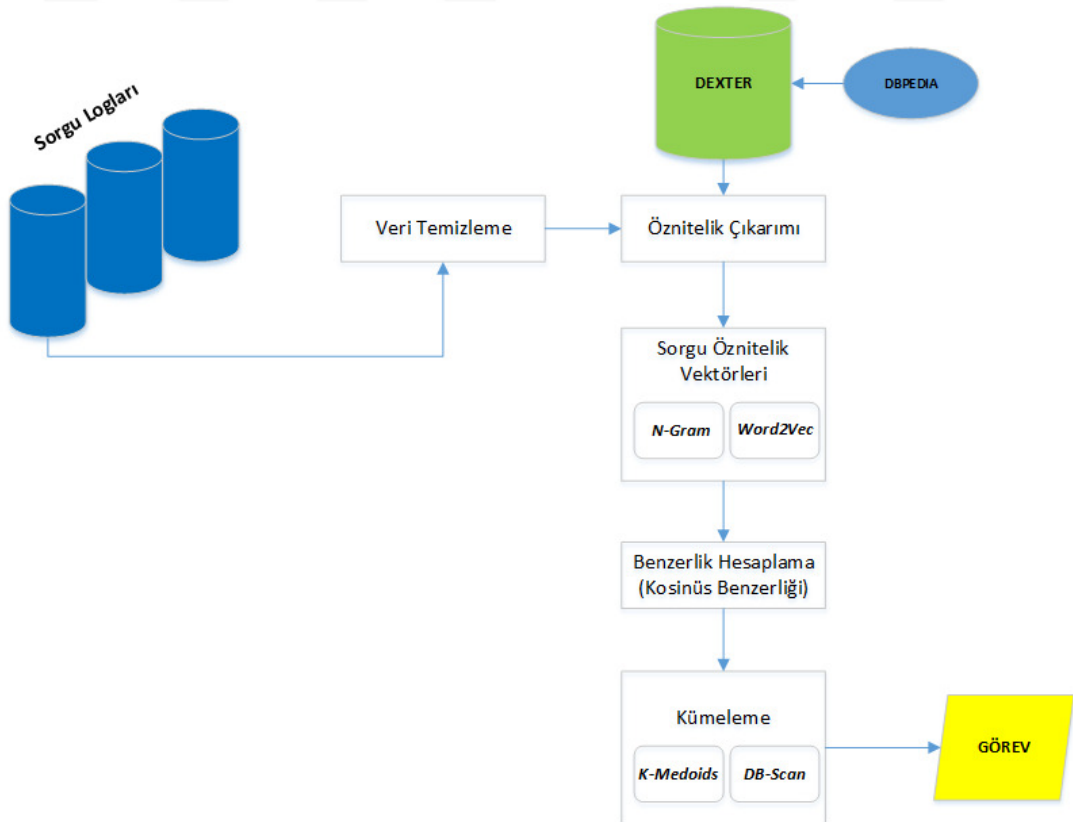 Sorgu Logları
DEXTER
DBPEDIA
Veri Temizleme
Öznitelik Çıkarımı
Sorgu Öznitelik
Vektörleri
N-Gram
Word2Vec
Benzerlik Hesaplama
(Kosinüs Benzerliği)
Kümeleme
K-Medoids
DB-Scan
GÖREV